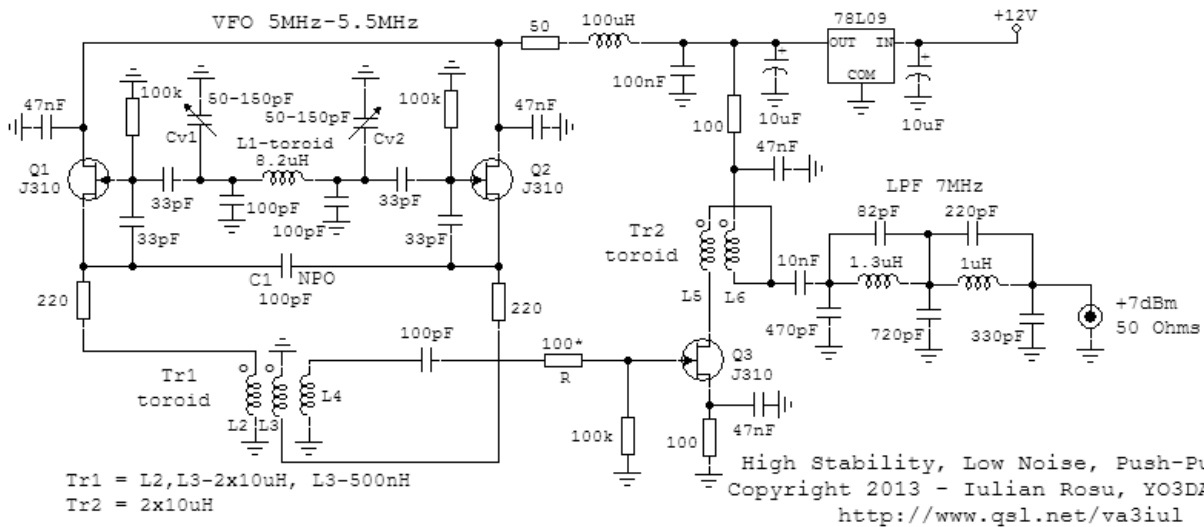 VFO 5MHz-5.5MHz
50
100uH
78L09
OUT
IN
COM
+12V
100nF
10uF
10uF
47nF
100k
50-150pF
Cv1
50-150pF
Cv2
100k
47nF
100
L1-toroid
8.2uH
47nF
Q1
J310
Q2
J310
33pF
100pF
100pF
33pF
33pF
33pF
LPF 7MHz
82pF
220pF
Tr2
toroid
10nF
1.3uH
1uH
L5
L6
C1
NPO
100pF
220
220
470pF
720pF
330pF
+7dBm
50 Ohms
100pF
100*
R
Q3
J310
Tr1
toroid
L2
L3
L4
100k
100
47nF
Tr1 = L2,L3-2x10uH, L3-500nH
Tr2 = 2x10uH
High Stability, Low Noise, Push-Pu
Copyright 2013 - Iulian Rosu, YO3DA
http://www.qsl.net/va3iul